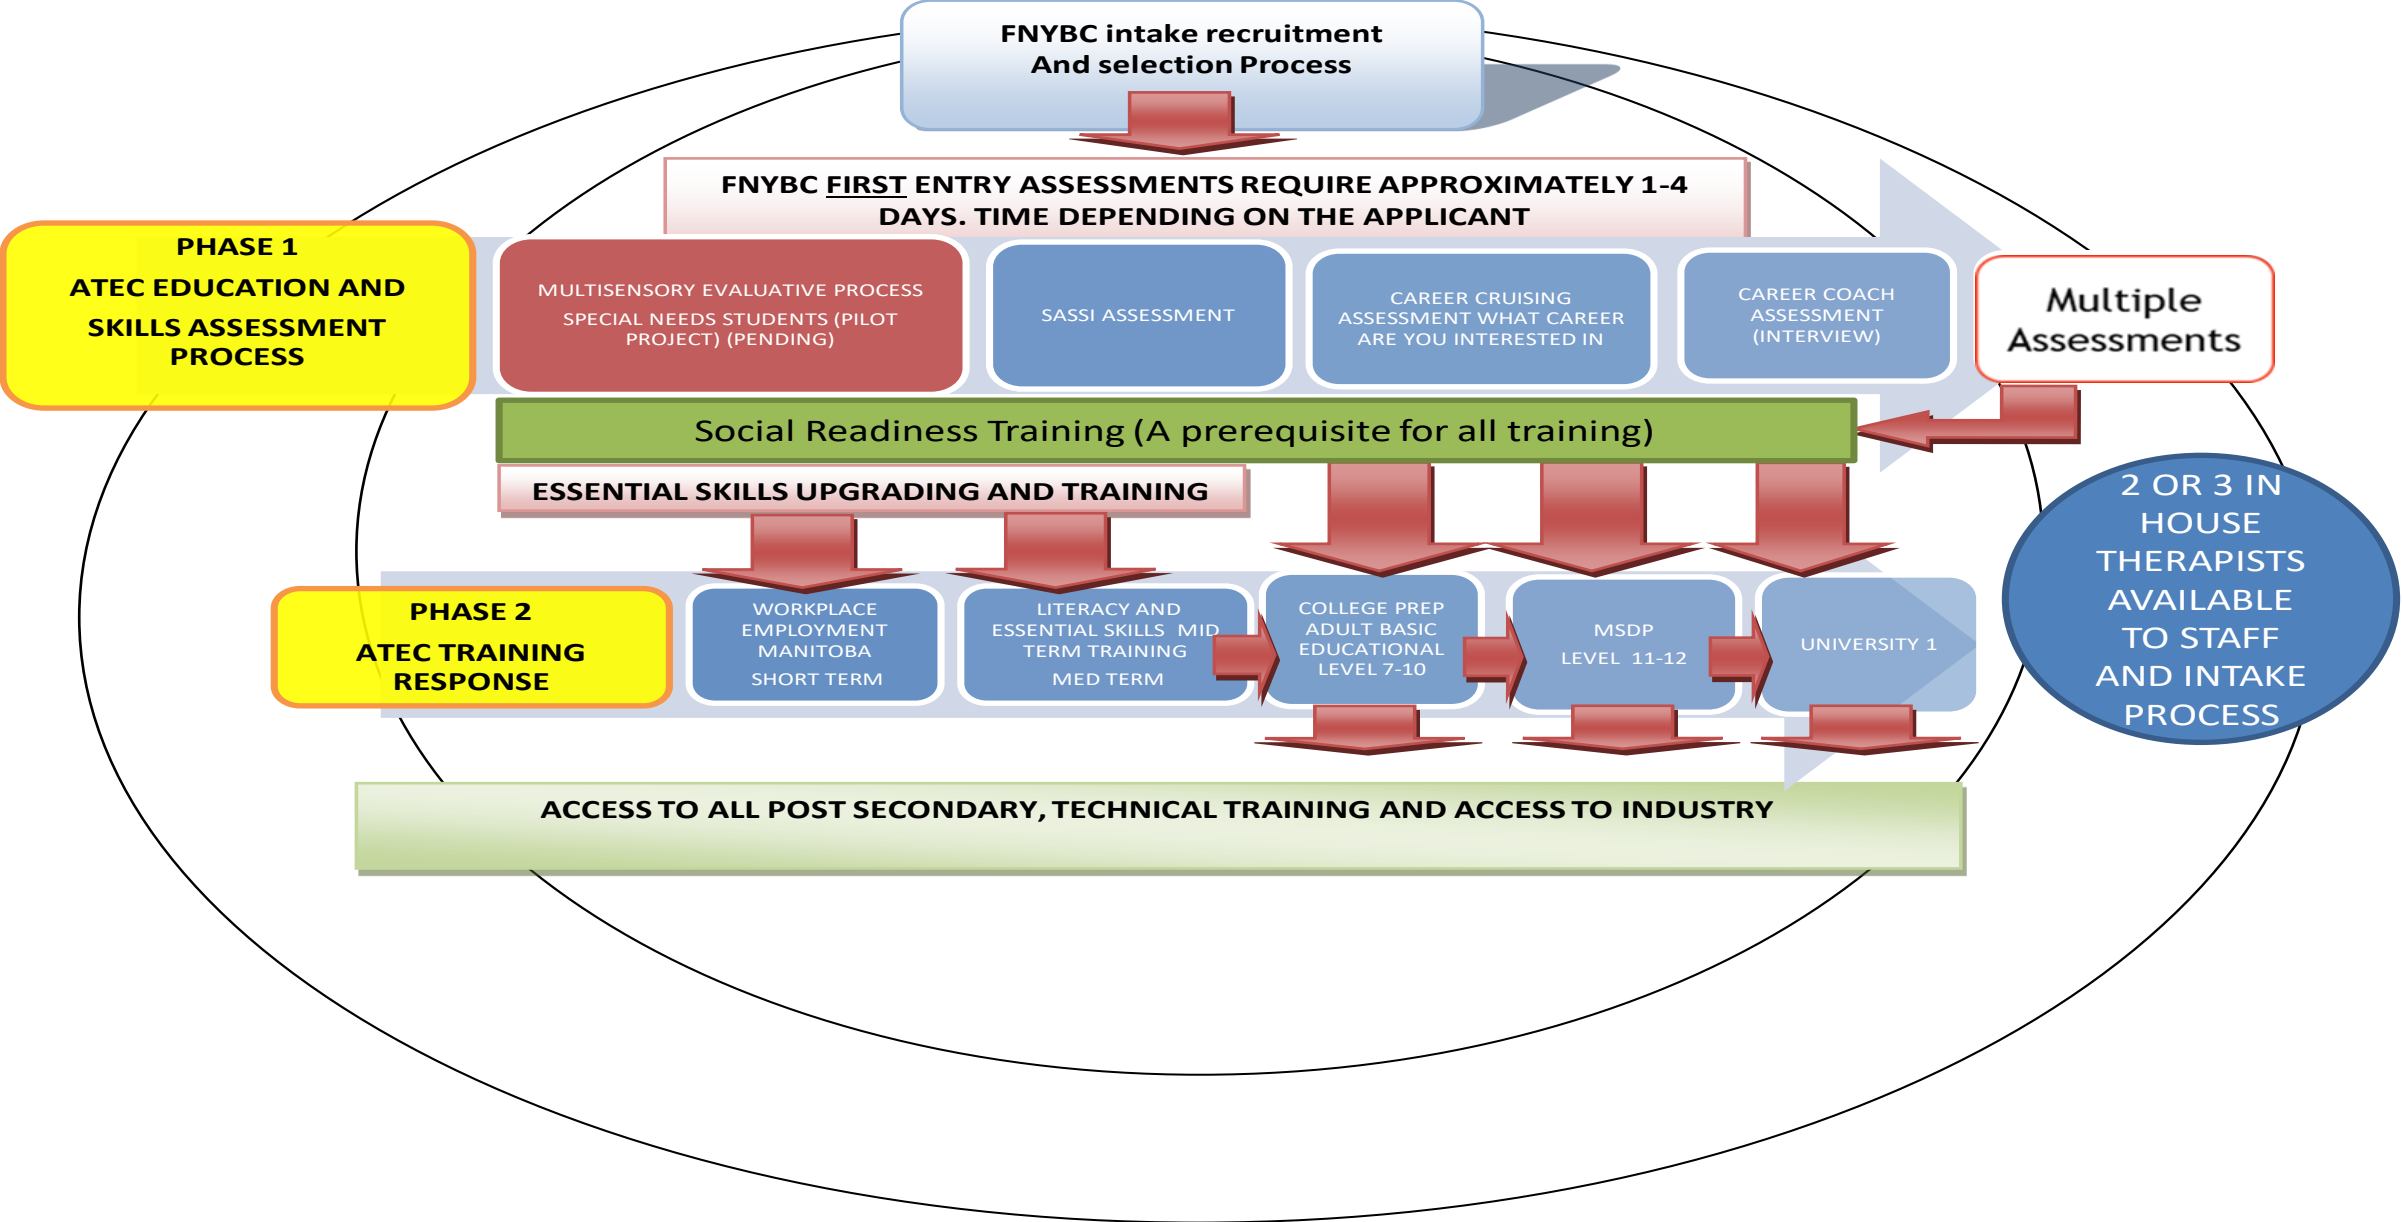 FNYBC intake recruitment
And selection Process
FNYBC FIRST ENTRY ASSESSMENTS REQUIRE APPROXIMATELY 1-4
DAYS. TIME DEPENDING ON THE APPLICANT
PHASE 1
ATEC EDUCATION AND
SKILLS ASSESSMENT
PROCESS
MULTISENSORY EVALUATIVE PROCESS
SPECIAL NEEDS STUDENTS (PILOT
PROJECT) (PENDING)
SASSI ASSESSMENT
CAREER CRUISING
ASSESSMENT WHAT CAREER
ARE YOU INTERESTED IN
CAREER COACH
ASSESSMENT
(INTERVIEW)
Multiple
Assessments
Social Readiness Training (A prerequisite for all training)
ESSENTIAL SKILLS UPGRADING AND TRAINING
PHASE 2
ATEC TRAINING
RESPONSE
WORKPLACE
EMPLOYMENT
MANITOBA
SHORT TERM
LITERACY AND
ESSENTIAL SKILLS MID
TERM TRAINING
MED TERM
COLLEGE PREP
ADULT BASIC
EDUCATIONAL
LEVEL 7-10
MSDP
LEVEL 11-12
UNIVERSITY 1
2 OR 3 IN
HOUSE
THERAPISTS
AVAILABLE
TO STAFF
AND INTAKE
PROCESS
ACCESS TO ALL POST SECONDARY, TECHNICAL TRAINING AND ACCESS TO INDUSTRY